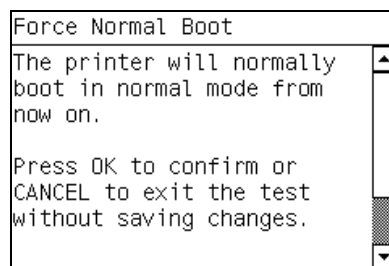 Force Normal Boot
The printer will normally
boot in normal mode from
now on.
Press OK to confirm or
CANCEL to exit the test
without saving changes.